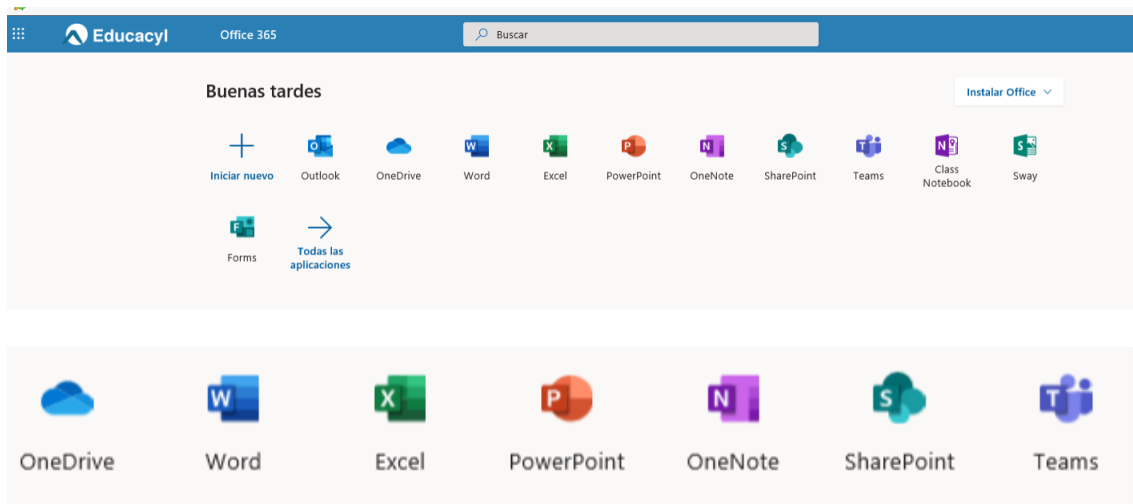 Educacyl Office 365 Buscar
Buenas tardes
Instalar Office
Iniciar nuevo Outlook OneDrive Word Excel PowerPoint OneNote SharePoint Teams Class Notebook Sway
Forms Todas las aplicaciones
OneDrive Word Excel PowerPoint OneNote SharePoint Teams